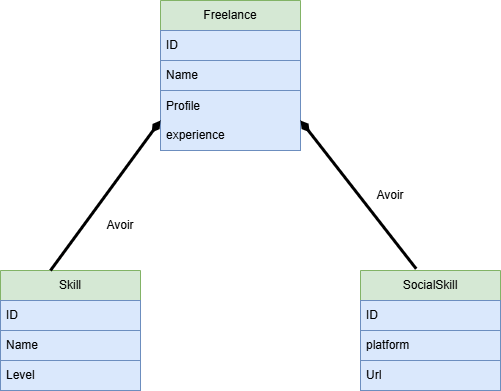 Freelance
ID
Name
Profile
experience
Avoir
Avoir
Skill
ID
Name
Level
SocialSkill
ID
platform
Url